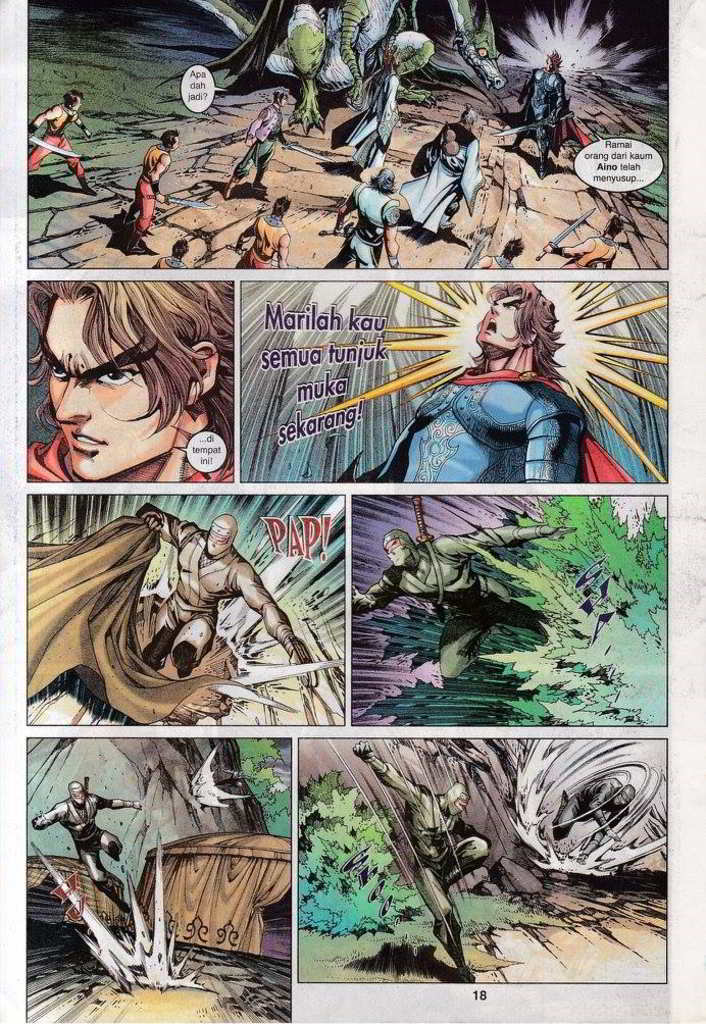 Apa
dah
jadi?
Ramai
orang dari kaum
Aino telah
menyusup...
...di
tempat
ini!
Marilah kau
semua tunjuk
muka
sekarang!
PAP!
18